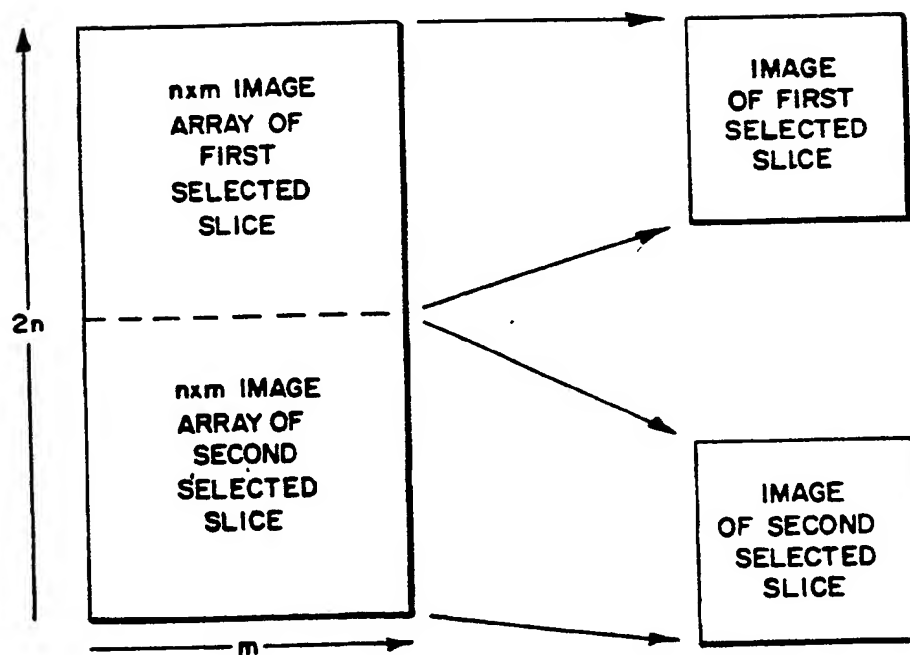 nxm IMAGE
ARRAY OF
FIRST
SELECTED
SLICE
IMAGE
OF FIRST
SELECTED
SLICE
2n
nxm IMAGE
ARRAY OF
SECOND
SELECTED
SLICE
IMAGE
OF SECOND
SELECTED
SLICE
m